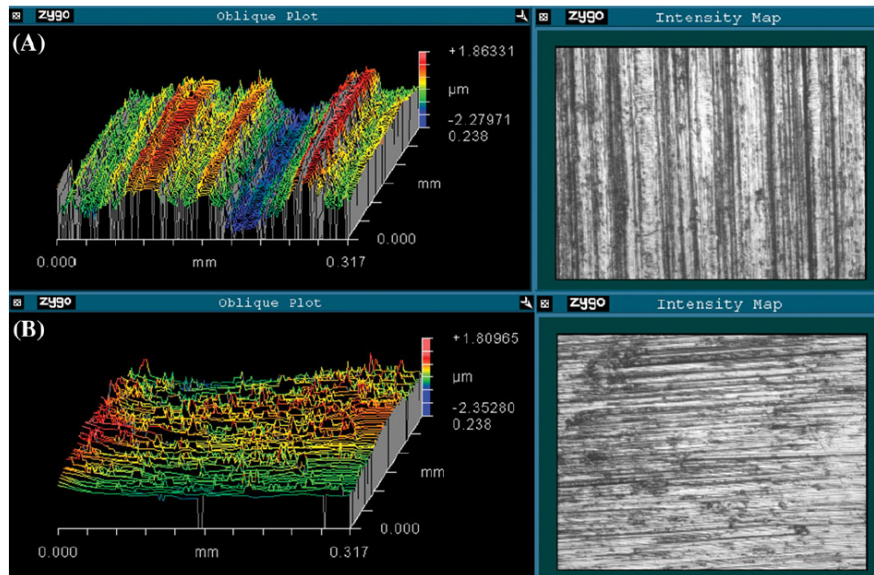 zygo Oblique Plot
(A)
+1.86331
µm
-2.27971
0.238
mm
0.000
0.000 mm 0.317
zygo Intensity Map
zygo Oblique Plot
(B)
+1.80965
µm
-2.35280
0.238
mm
0.000
0.000 mm 0.317
zygo Intensity Map